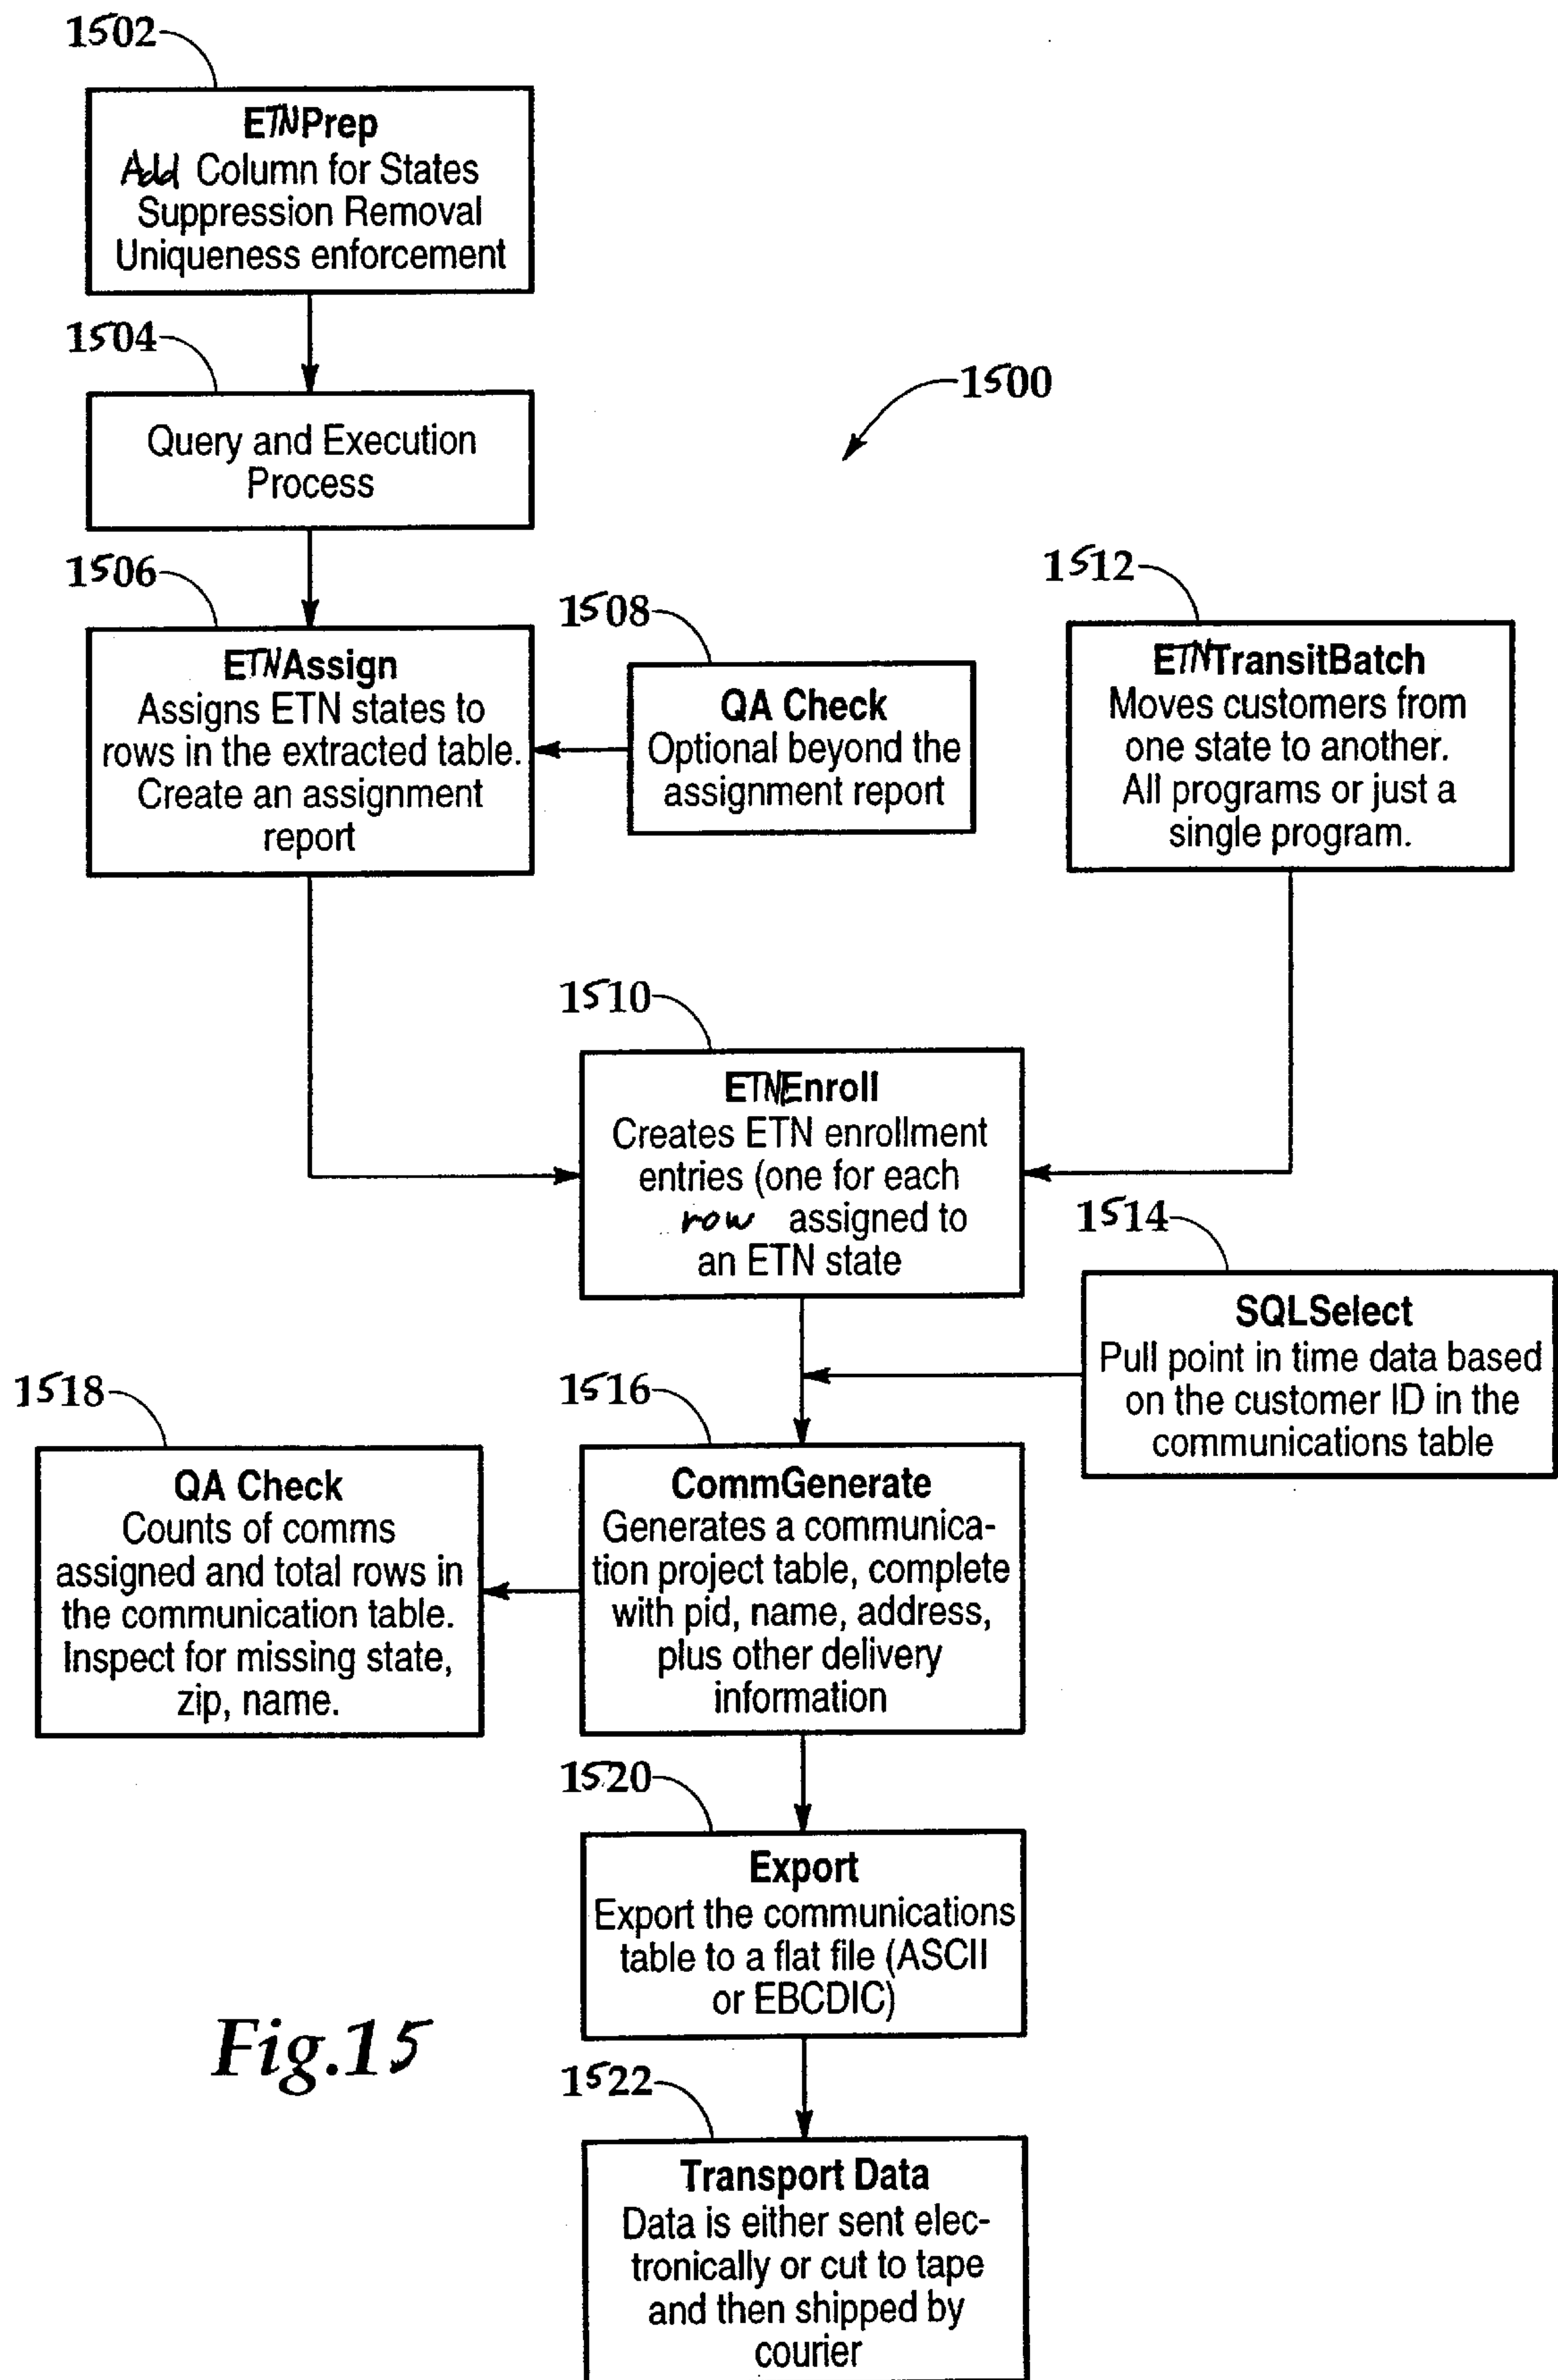 1502
ETNPrep
Add Column for States
Suppression Removal
Uniqueness enforcement
1504
Query and Execution
Process
1500
1506
ETNAssign
Assigns ETN states to
rows in the extracted table.
Create an assignment
report
1508
QA Check
Optional beyond the
assignment report
1512
ETNTransitBatch
Moves customers from
one state to another.
All programs or just a
single program.
1510
ETNEnroll
Creates ETN enrollment
entries (one for each
row assigned to
an ETN state
1514
SQLSelect
Pull point in time data based
on the customer ID in the
communications table
1518
QA Check
Counts of comms
assigned and total rows in
the communication table.
Inspect for missing state,
zip, name.
1516
CommGenerate
Generates a communica-
tion project table, complete
with pid, name, address,
plus other delivery
information
1520
Export
Export the communications
table to a flat file (ASCII
or EBCDIC)
Fig.15
1522
Transport Data
Data is either sent elec-
tronically or cut to tape
and then shipped by
courier